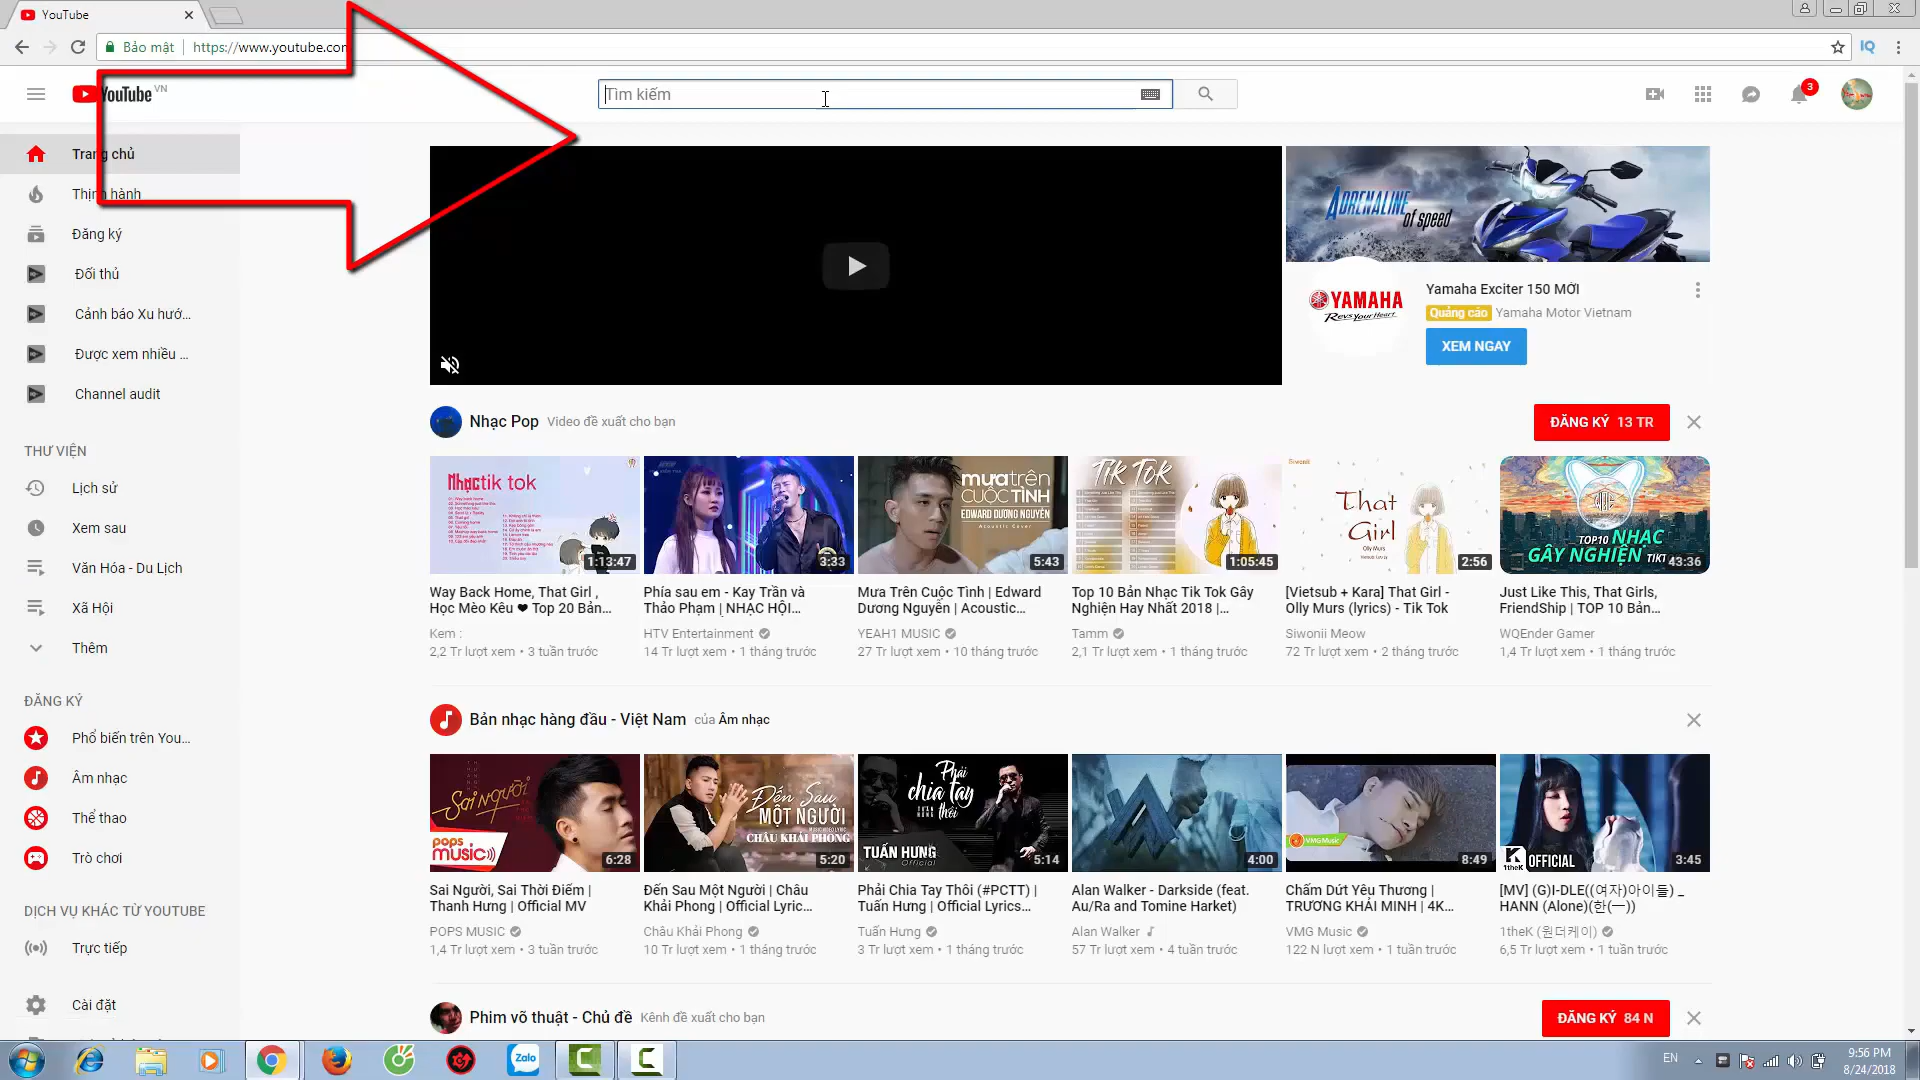 YouTube
Bảo mật
https://www.youtube.com
IQ
YouTube VN
Tìm kiếm
3
Trang chủ
Thịnh hành
Đăng ký
Đối thủ
Cảnh báo Xu hướ...
Được xem nhiều ...
Channel audit
THƯ VIỆN
Lịch sử
Xem sau
Văn Hóa - Du Lịch
Xã Hội
Thêm
ĐĂNG KÝ
Phổ biến trên You...
Âm nhạc
Thể thao
Trò chơi
DỊCH VỤ KHÁC TỪ YOUTUBE
Trực tiếp
Cài đặt
ADRENALINE
of speed
YAMAHA
Revs Your Heart
Yamaha Exciter 150 MỚI
Quảng cáo Yamaha Motor Vietnam
XEM NGAY
Nhạc Pop Video đề xuất cho bạn
ĐĂNG KÝ 13 TR
Nhạc tik tok
1:13:47
3:33
mưa trên
CUỘC TÌNH
EDWARD DƯƠNG NGUYỄN
Acoustic Cover
5:43
TIK TOK
1:05:45
Siwonii
That
Girl
Olly Murs
2:56
TOP10 NHẠC
GÂY NGHIỆN TIKT
43:36
Way Back Home, That Girl ,
Học Mèo Kêu ❤ Top 20 Bản...
Kem :
2,2 Tr lượt xem • 3 tuần trước
Phía sau em - Kay Trần và
Thảo Phạm | NHẠC HỘI...
HTV Entertainment
14 Tr lượt xem • 1 tháng trước
Mưa Trên Cuộc Tình | Edward
Dương Nguyễn | Acoustic...
YEAH1 MUSIC
27 Tr lượt xem • 10 tháng trước
Top 10 Bản Nhạc Tik Tok Gây
Nghiện Hay Nhất 2018 |...
Tamm
2,1 Tr lượt xem • 1 tháng trước
[Vietsub + Kara] That Girl -
Olly Murs (lyrics) - Tik Tok
Siwonii Meow
72 Tr lượt xem • 2 tháng trước
Just Like This, That Girls,
FriendShip | TOP 10 Bản...
WQEnder Gamer
1,4 Tr lượt xem • 1 tháng trước
Bản nhạc hàng đầu - Việt Nam của Âm nhạc
Sai người
pops
music
6:28
Đến Sau
MỘT NGƯỜI
MUSIC VIDEO LYRIC
CHÂU KHẢI PHONG
5:20
Phải
chia tay
thôi
TUẤN HƯNG
Official
5:14
4:00
VMG Music
8:49
K
1theK
OFFICIAL
3:45
Sai Người, Sai Thời Điểm |
Thanh Hưng | Official MV
POPS MUSIC
1,4 Tr lượt xem • 3 tuần trước
Đến Sau Một Người | Châu
Khải Phong | Official Lyric...
Châu Khải Phong
10 Tr lượt xem • 1 tháng trước
Phải Chia Tay Thôi (#PCTT) |
Tuấn Hưng | Official Lyrics...
Tuấn Hưng
3 Tr lượt xem • 1 tháng trước
Alan Walker - Darkside (feat.
Au/Ra and Tomine Harket)
Alan Walker
57 Tr lượt xem • 4 tuần trước
Chấm Dứt Yêu Thương |
TRƯƠNG KHẢI MINH | 4K...
VMG Music
122 N lượt xem • 1 tuần trước
[MV] (G)I-DLE((여자)아이들) _
HANN (Alone)(한(一))
1theK (원더케이)
6,5 Tr lượt xem • 1 tuần trước
Phim võ thuật - Chủ đề Kênh đề xuất cho bạn
ĐĂNG KÝ 84 N
Zalo
EN
9:56 PM
8/24/2018